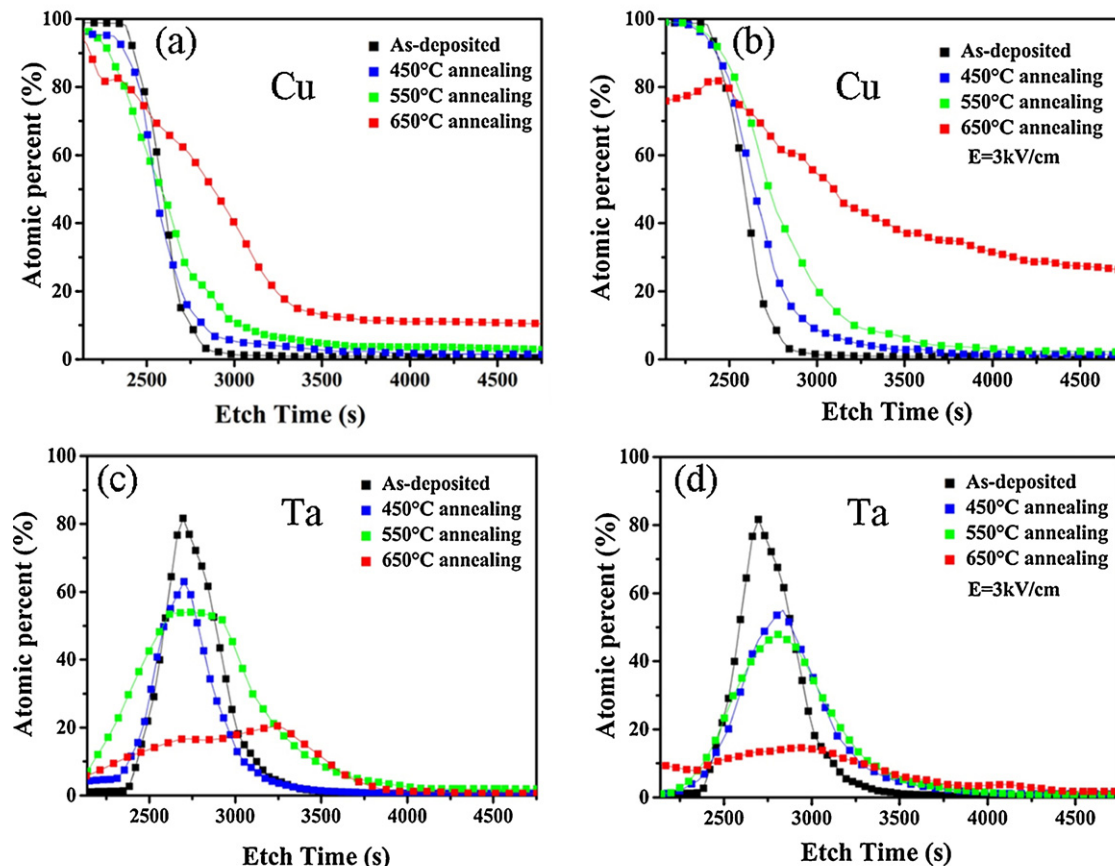 (a)
Cu
As-deposited
450°C annealing
550°C annealing
650°C annealing
Atomic percent (%)
100
80
60
40
20
0
2500 3000 3500 4000 4500
Etch Time (s)
(b)
Cu
As-deposited
450°C annealing
550°C annealing
650°C annealing
E=3kV/cm
Atomic percent (%)
100
80
60
40
20
0
2500 3000 3500 4000 4500
Etch Time (s)
(c)
Ta
As-deposited
450°C annealing
550°C annealing
650°C annealing
Atomic percent (%)
100
80
60
40
20
0
2500 3000 3500 4000 4500
Etch Time (s)
(d)
Ta
As-deposited
450°C annealing
550°C annealing
650°C annealing
E=3kV/cm
Atomic percent (%)
100
80
60
40
20
0
2500 3000 3500 4000 4500
Etch Time (s)